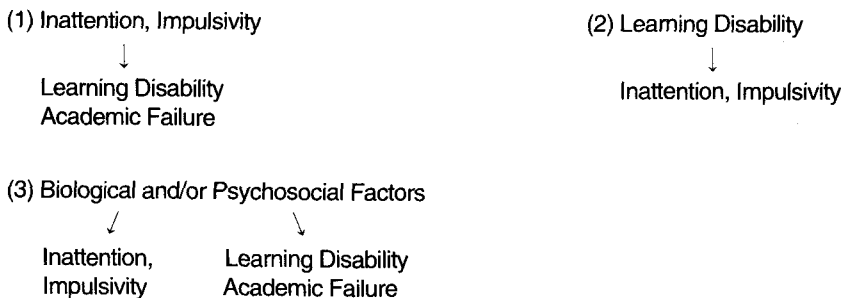 (1) Inattention, Impulsivity
Learning Disability
Academic Failure
(2) Learning Disability
Inattention, Impulsivity
(3) Biological and/or Psychosocial Factors
Inattention,
Impulsivity
Learning Disability
Academic Failure